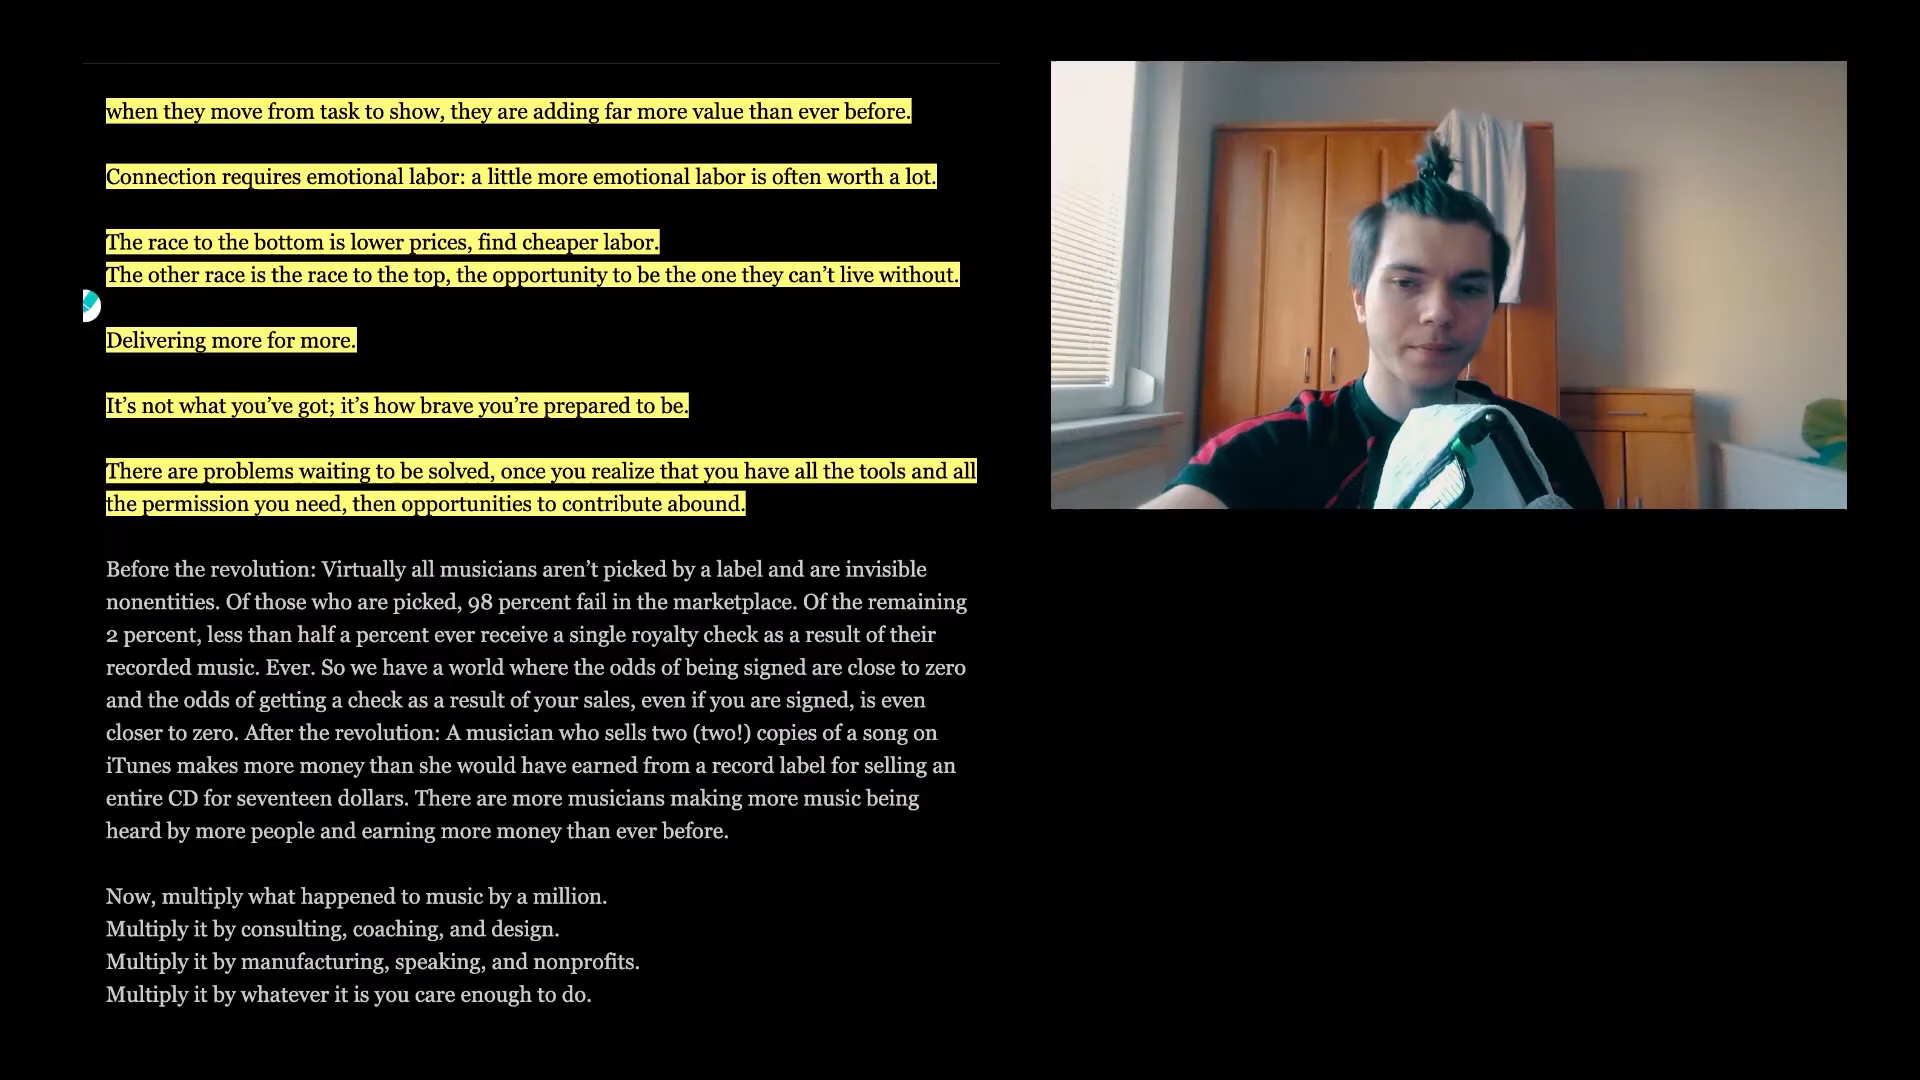 when they move from task to show, they are adding far more value than ever before.
Connection requires emotional labor: a little more emotional labor is often worth a lot.
The race to the bottom is lower prices, find cheaper labor.
The other race is the race to the top, the opportunity to be the one they can’t live without.
Delivering more for more.
It’s not what you’ve got; it’s how brave you’re prepared to be.
There are problems waiting to be solved, once you realize that you have all the tools and all
the permission you need, then opportunities to contribute abound.
Before the revolution: Virtually all musicians aren’t picked by a label and are invisible
nonentities. Of those who are picked, 98 percent fail in the marketplace. Of the remaining
2 percent, less than half a percent ever receive a single royalty check as a result of their
recorded music. Ever. So we have a world where the odds of being signed are close to zero
and the odds of getting a check as a result of your sales, even if you are signed, is even
closer to zero. After the revolution: A musician who sells two (two!) copies of a song on
iTunes makes more money than she would have earned from a record label for selling an
entire CD for seventeen dollars. There are more musicians making more music being
heard by more people and earning more money than ever before.
Now, multiply what happened to music by a million.
Multiply it by consulting, coaching, and design.
Multiply it by manufacturing, speaking, and nonprofits.
Multiply it by whatever it is you care enough to do.